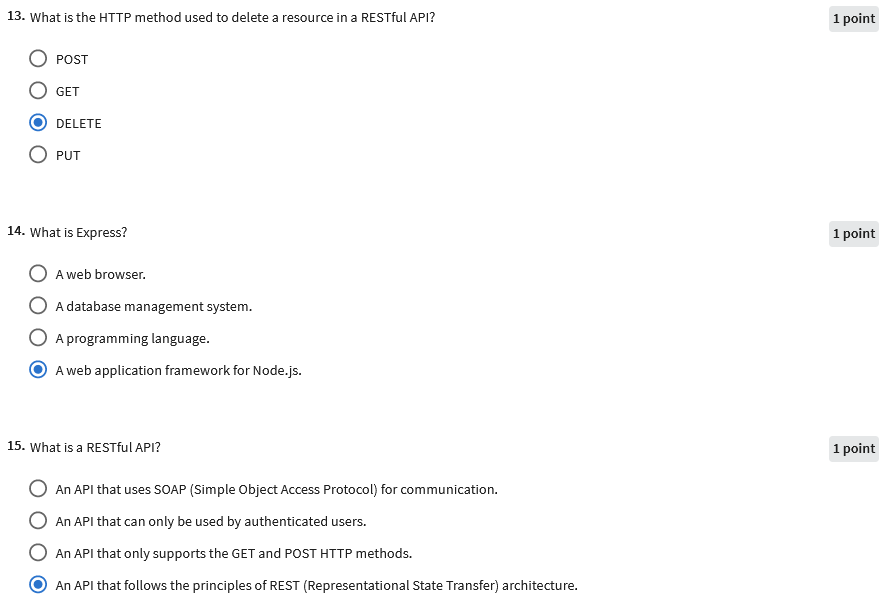 13. What is the HTTP method used to delete a resource in a RESTful API? 1 point
POST
GET
DELETE
PUT
14. What is Express? 1 point
A web browser.
A database management system.
A programming language.
A web application framework for Node.js.
15. What is a RESTful API? 1 point
An API that uses SOAP (Simple Object Access Protocol) for communication.
An API that can only be used by authenticated users.
An API that only supports the GET and POST HTTP methods.
An API that follows the principles of REST (Representational State Transfer) architecture.